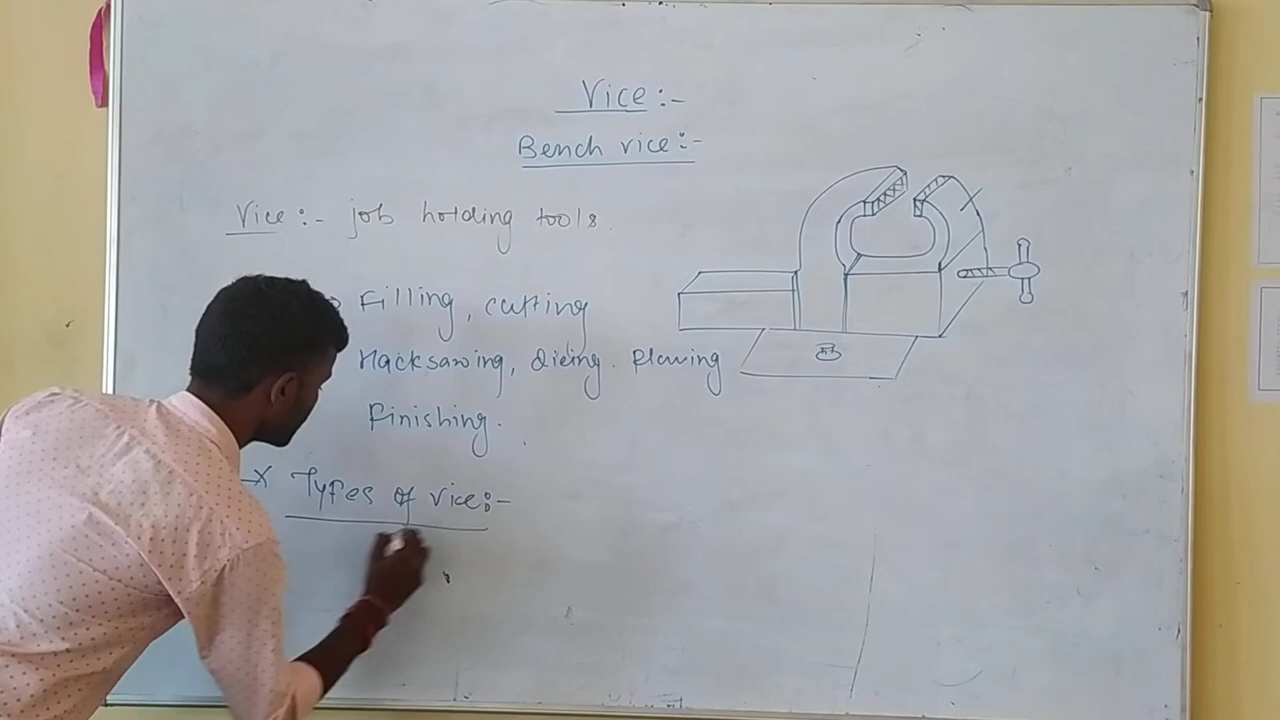 Vice:-
Bench vice:-
Vice:- job holding tools.
Filling, cutting
Hacksawing, dieing. Planing
Finishing.
Types of vice:-